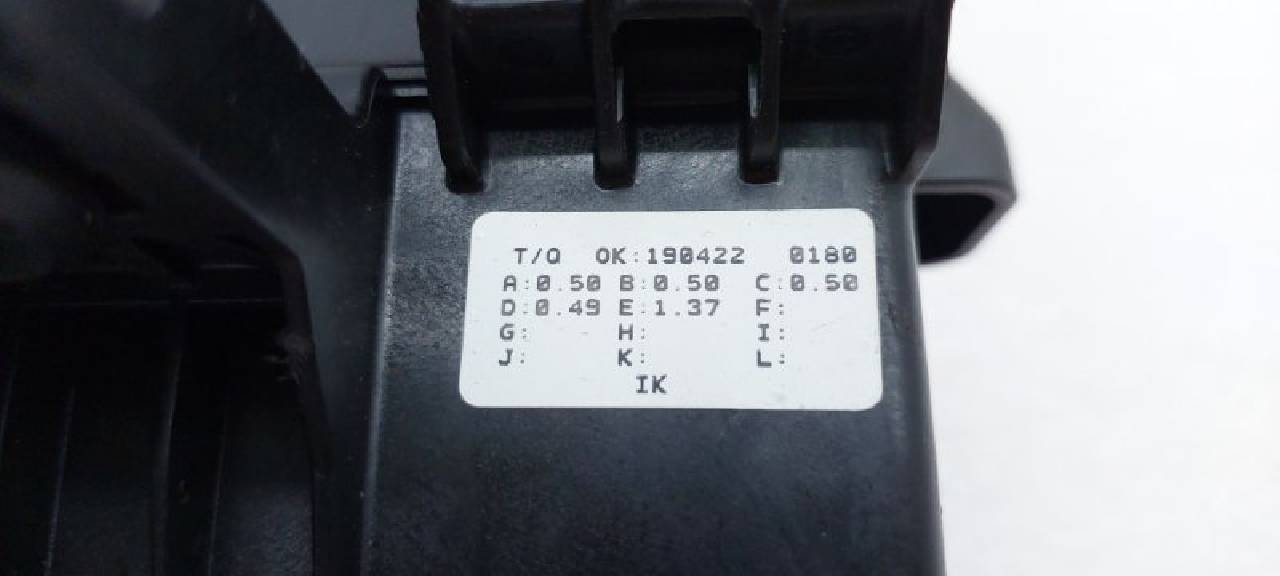 T/Q OK:190422 0180
A:0.50 B:0.50 C:0.50
D:0.49 E:1.37 F:
G: H: I:
J: K: L:
IK